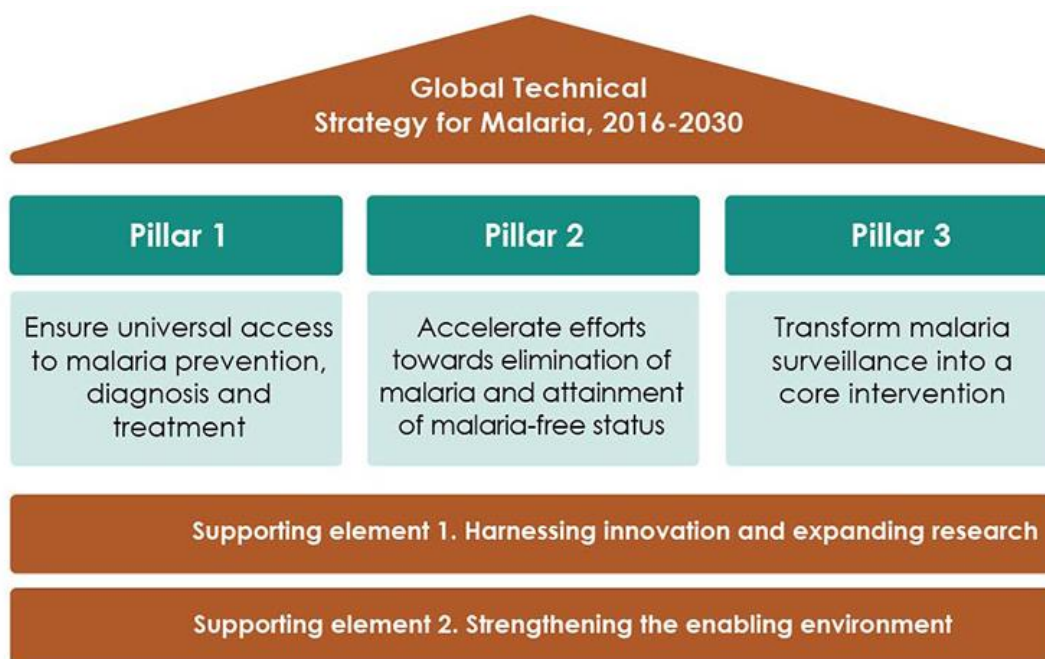 Global Technical
Strategy for Malaria, 2016-2030
Pillar 1
Ensure universal access
to malaria prevention,
diagnosis and
treatment
Pillar 2
Accelerate efforts
towards elimination of
malaria and attainment
of malaria-free status
Pillar 3
Transform malaria
surveillance into a
core intervention
Supporting element 1. Harnessing innovation and expanding research
Supporting element 2. Strengthening the enabling environment